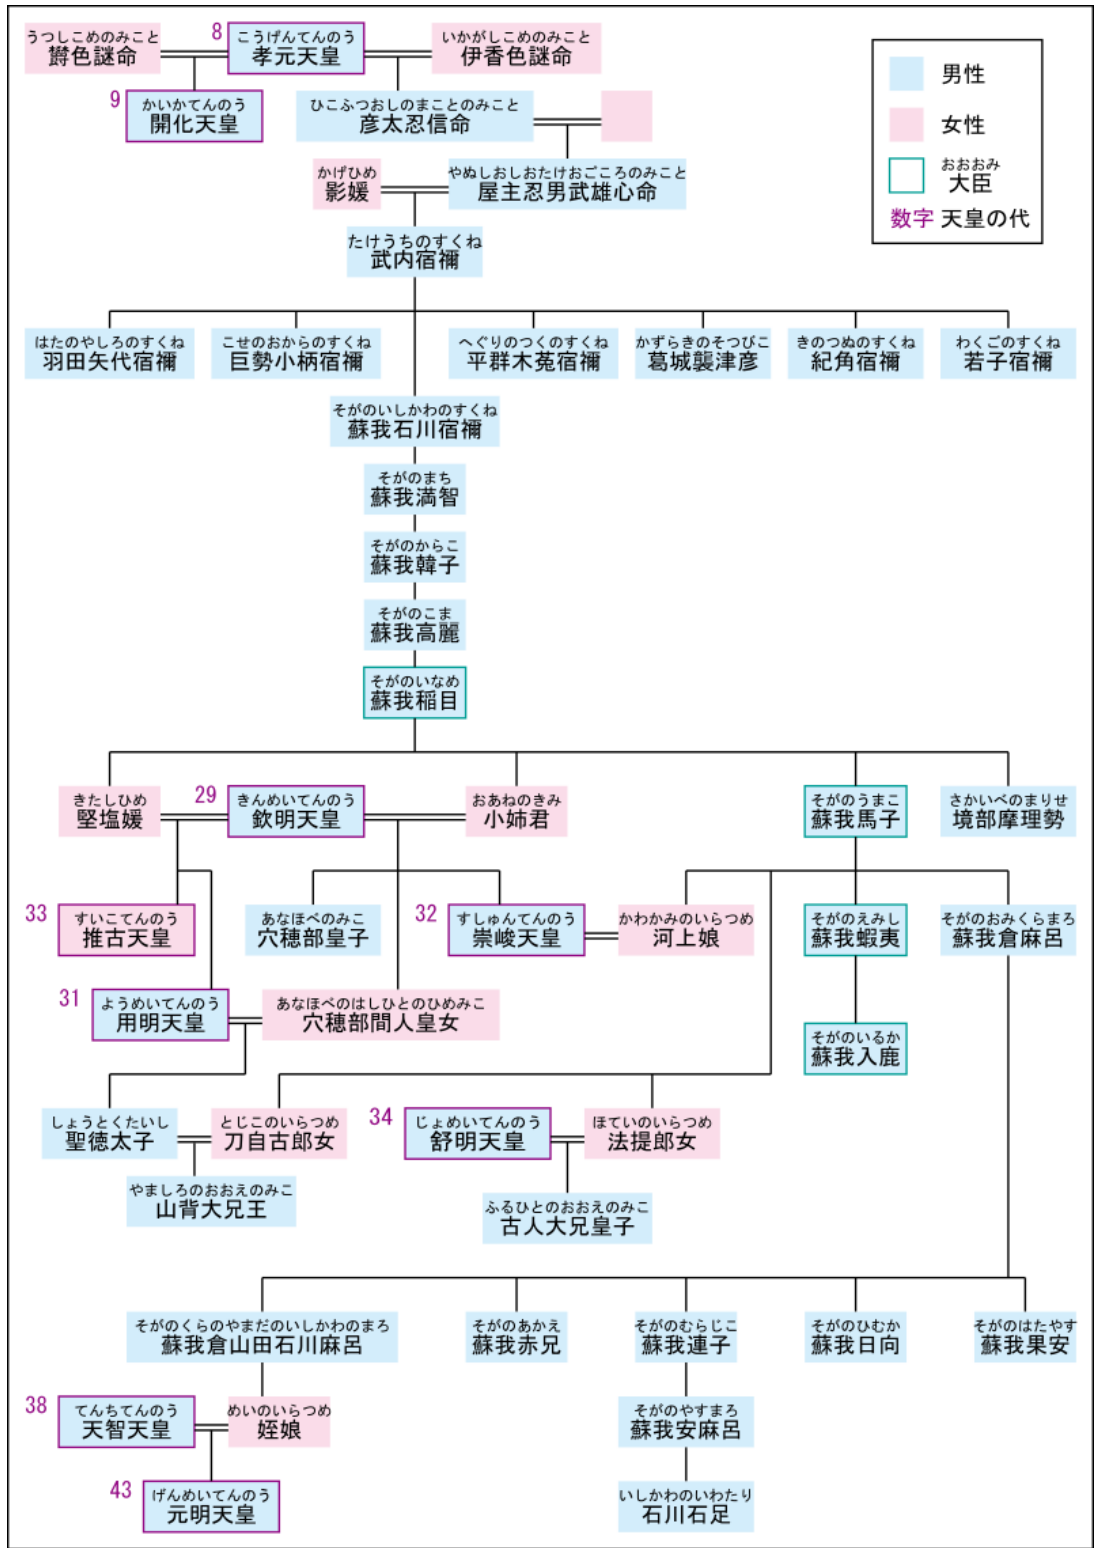 うつしこめのみこと
欝色謎命
8
こうげんてんのう
孝元天皇
いかがしこめのみこと
伊香色謎命
男性
女性
おおおみ
大臣
数字 天皇の代
9
かいかてんのう
開化天皇
ひこふつおしのまことのみこと
彦太忍信命
かげひめ
影媛
やぬしおしおたけおごころのみこと
屋主忍男武雄心命
たけうちのすくね
武内宿禰
はたのやしろのすくね
羽田矢代宿禰
こせのおからのすくね
巨勢小柄宿禰
へぐりのつくのすくね
平群木菟宿禰
かずらきのそつびこ
葛城襲津彦
きのつぬのすくね
紀角宿禰
わくごのすくね
若子宿禰
そがのいしかわのすくね
蘇我石川宿禰
そがのまち
蘇我満智
そがのからこ
蘇我韓子
そがのこま
蘇我高麗
そがのいなめ
蘇我稲目
きたしひめ
堅塩媛
29
きんめいてんのう
欽明天皇
おあねのきみ
小姉君
そがのうまこ
蘇我馬子
さかいべのまりせ
境部摩理勢
33
すいこてんのう
推古天皇
あなほべのみこ
穴穂部皇子
32
すしゅんてんのう
崇峻天皇
かわかみのいらつめ
河上娘
そがのえみし
蘇我蝦夷
そがのおみくらまろ
蘇我倉麻呂
31
ようめいてんのう
用明天皇
あなほべのはしひとのひめみこ
穴穂部間人皇女
そがのいるか
蘇我入鹿
しょうとくたいし
聖徳太子
とじこのいらつめ
刀自古郎女
34
じょめいてんのう
舒明天皇
ほていのいらつめ
法提郎女
やましろのおおえのみこ
山背大兄王
ふるひとのおおえのみこ
古人大兄皇子
そがのくらのやまだのいしかわのまろ
蘇我倉山田石川麻呂
そがのあかえ
蘇我赤兄
そがのむらじこ
蘇我連子
そがのひむか
蘇我日向
そがのはたやす
蘇我果安
38
てんちてんのう
天智天皇
めいのいらつめ
姪娘
そがのやすまろ
蘇我安麻呂
43
げんめいてんのう
元明天皇
いしかわのいわたり
石川石足